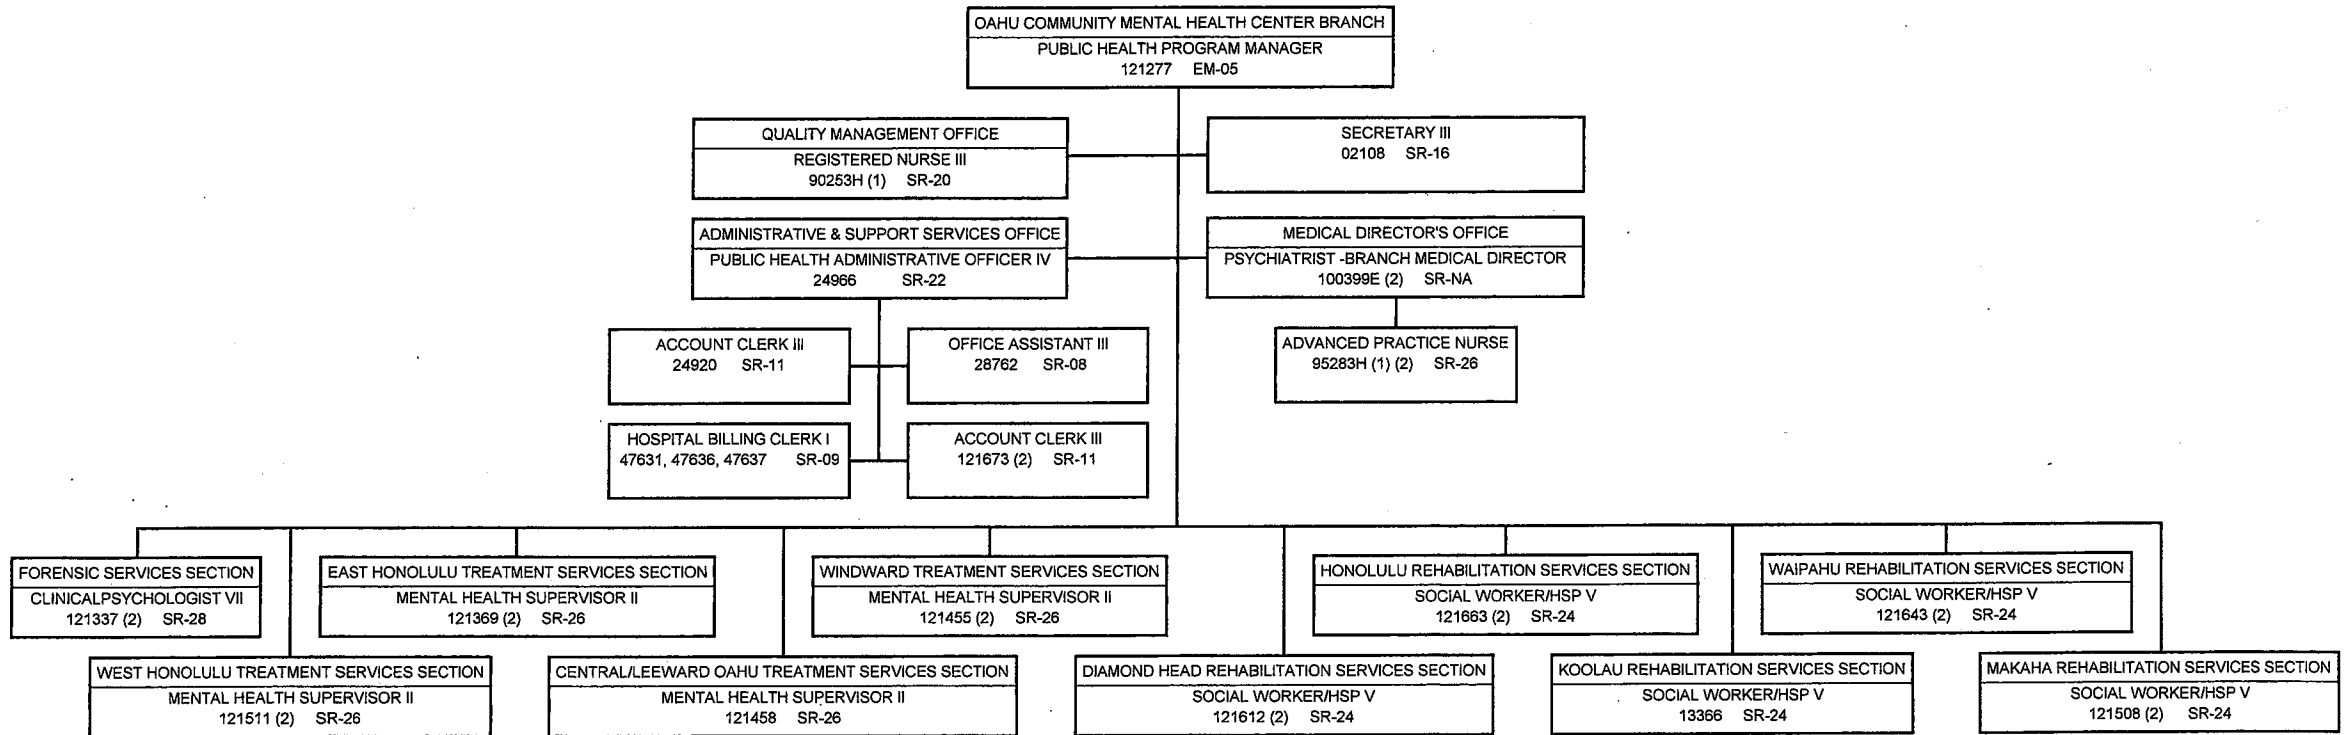 OAHU COMMUNITY MENTAL HEALTH CENTER BRANCH
PUBLIC HEALTH PROGRAM MANAGER
121277 EM-05
QUALITY MANAGEMENT OFFICE
REGISTERED NURSE III
90253H (1) SR-20
SECRETARY III
02108 SR-16
ADMINISTRATIVE & SUPPORT SERVICES OFFICE
PUBLIC HEALTH ADMINISTRATIVE OFFICER IV
24966 SR-22
MEDICAL DIRECTOR'S OFFICE
PSYCHIATRIST -BRANCH MEDICAL DIRECTOR
100399E (2) SR-NA
ACCOUNT CLERK III
24920 SR-11
OFFICE ASSISTANT III
28762 SR-08
ADVANCED PRACTICE NURSE
95283H (1) (2) SR-26
HOSPITAL BILLING CLERK I
47631, 47636, 47637 SR-09
ACCOUNT CLERK III
121673 (2) SR-11
FORENSIC SERVICES SECTION
CLINICALPSYCHOLOGIST VII
121337 (2) SR-28
EAST HONOLULU TREATMENT SERVICES SECTION
MENTAL HEALTH SUPERVISOR II
121369 (2) SR-26
WINDWARD TREATMENT SERVICES SECTION
MENTAL HEALTH SUPERVISOR II
121455 (2) SR-26
HONOLULU REHABILITATION SERVICES SECTION
SOCIAL WORKER/HSP V
121663 (2) SR-24
WAIPAHU REHABILITATION SERVICES SECTION
SOCIAL WORKER/HSP V
121643 (2) SR-24
WEST HONOLULU TREATMENT SERVICES SECTION
MENTAL HEALTH SUPERVISOR II
121511 (2) SR-26
CENTRAL/LEEWARD OAHU TREATMENT SERVICES SECTION
MENTAL HEALTH SUPERVISOR II
121458 SR-26
DIAMOND HEAD REHABILITATION SERVICES SECTION
SOCIAL WORKER/HSP V
121612 (2) SR-24
KOOLAU REHABILITATION SERVICES SECTION
SOCIAL WORKER/HSP V
13366 SR-24
MAKAHA REHABILITATION SERVICES SECTION
SOCIAL WORKER/HSP V
121508 (2) SR-24